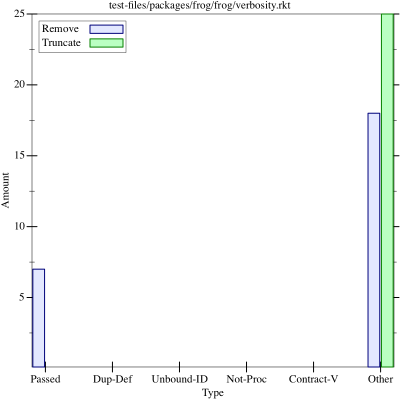 test-files/packages/frog/frog/verbosity.rkt
25
Remove
Truncate
20
15
Amount
10
5
Passed Dup-Def Unbound-ID Not-Proc Contract-V Other
Type